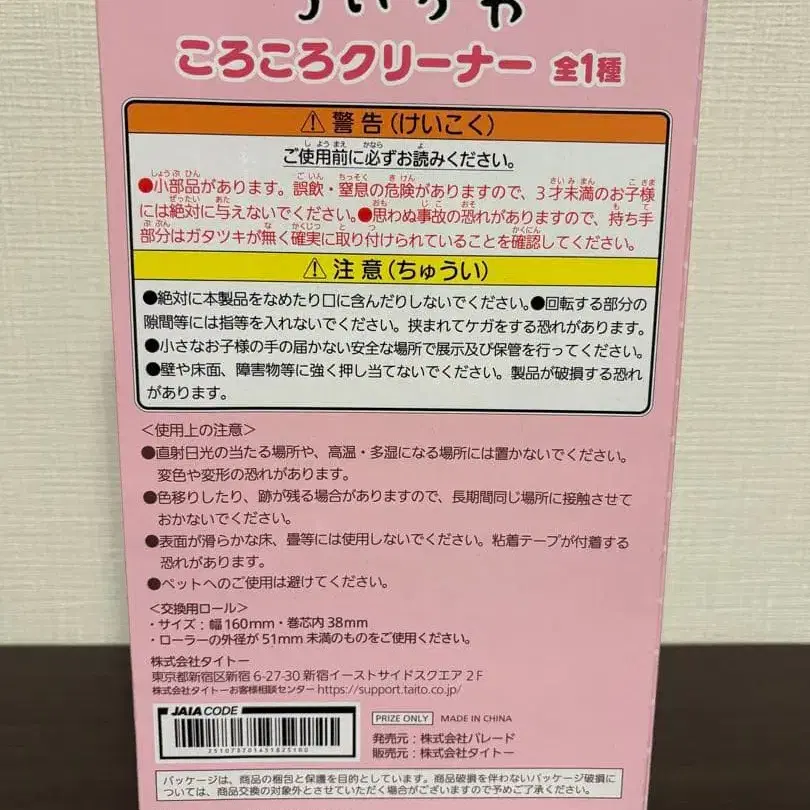 ころころクリーナー 全1種
⚠警告(けいこく)
ご使用前に必ずお読みください。
●小部品があります。誤飲・窒息の危険がありますので、3才未満のお子様
には絶対に与えないでください。●思わぬ事故の恐れがありますので、持ち手
部分はガタツキが無く確実に取り付けられていることを確認してください。
⚠注意(ちゅうい)
●絶対に本製品をなめたり口に含んだりしないでください。●回転する部分の
隙間等には指等を入れないでください。挟まれてケガをする恐れがあります。
●小さなお子様の手の届かない安全な場所で展示及び保管を行ってください。
●壁や床面、障害物等に強く押し当てないでください。製品が破損する恐れ
があります。
<使用上の注意>
●直射日光の当たる場所や、高温・多湿になる場所には置かないでください。
変色や変形の恐れがあります。
●色移りしたり、跡が残る場合がありますので、長期間同じ場所に接触させて
おかないでください。
●表面が滑らかな床、畳等には使用しないでください。粘着テープが付着する
恐れがあります。
●ペットへのご使用は避けてください。
<交換用ロール>
・サイズ：幅160mm・巻芯内38mm
・ローラーの外径が51mm未満のものをご使用ください。
株式会社タイトー
東京都新宿区新宿 6-27-30 新宿イーストサイドスクエア 2F
株式会社タイトーお客様相談センター https://support.taito.co.jp/
JAIA CODE
PRIZE ONLY MADE IN CHINA
発売元：株式会社パレード
販売元：株式会社タイトー
パッケージは、商品の梱包と保護を目的としています。商品破損を伴わないパッケージ破損に
ついては、商品交換の対象外とさせていただく場合がございますので予めご了承ください。